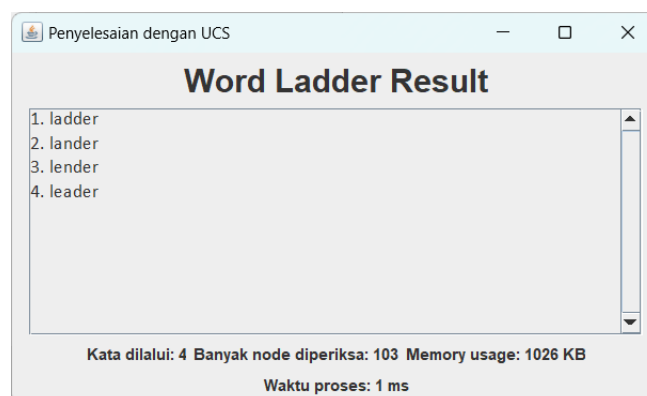 Penyelesaian dengan UCS
Word Ladder Result
1. ladder
2. lander
3. lender
4. leader
Kata dilalui: 4 Banyak node diperiksa: 103 Memory usage: 1026 KB
Waktu proses: 1 ms